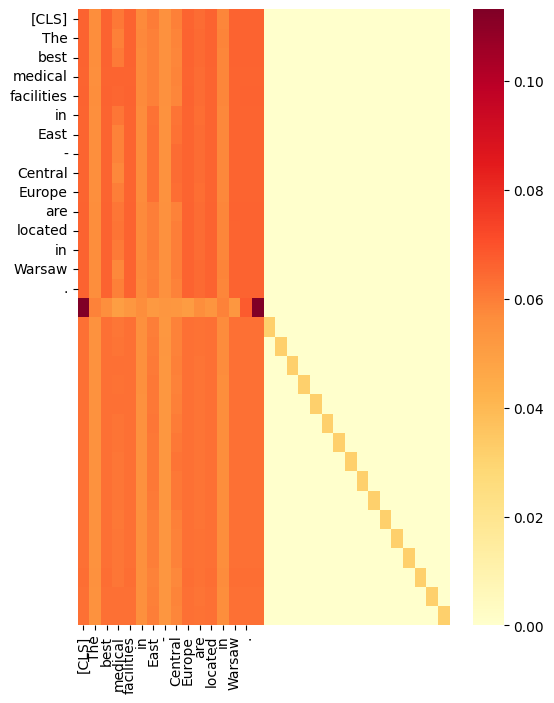 [CLS]
The
best
medical
facilities
in
East
-
Central
Europe
are
located
in
Warsaw
.
0.10
0.08
0.06
0.04
0.02
0.00
[CLS]
The
best
medical
facilities
in
East
-
Central
Europe
are
located
in
Warsaw
.